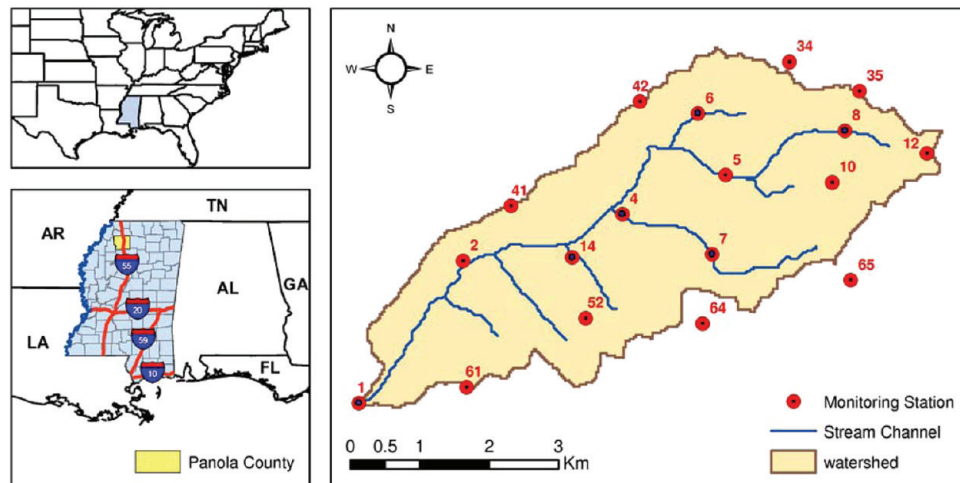 TN
AR
55
AL
GA
20
LA
59
FL
10
Panola County
N
W E
S
34
35
42
6
8
12
5
10
41
4
2
14
7
65
52
64
61
1
Monitoring Station
Stream Channel
watershed
0 0.5 1 2 3
Km